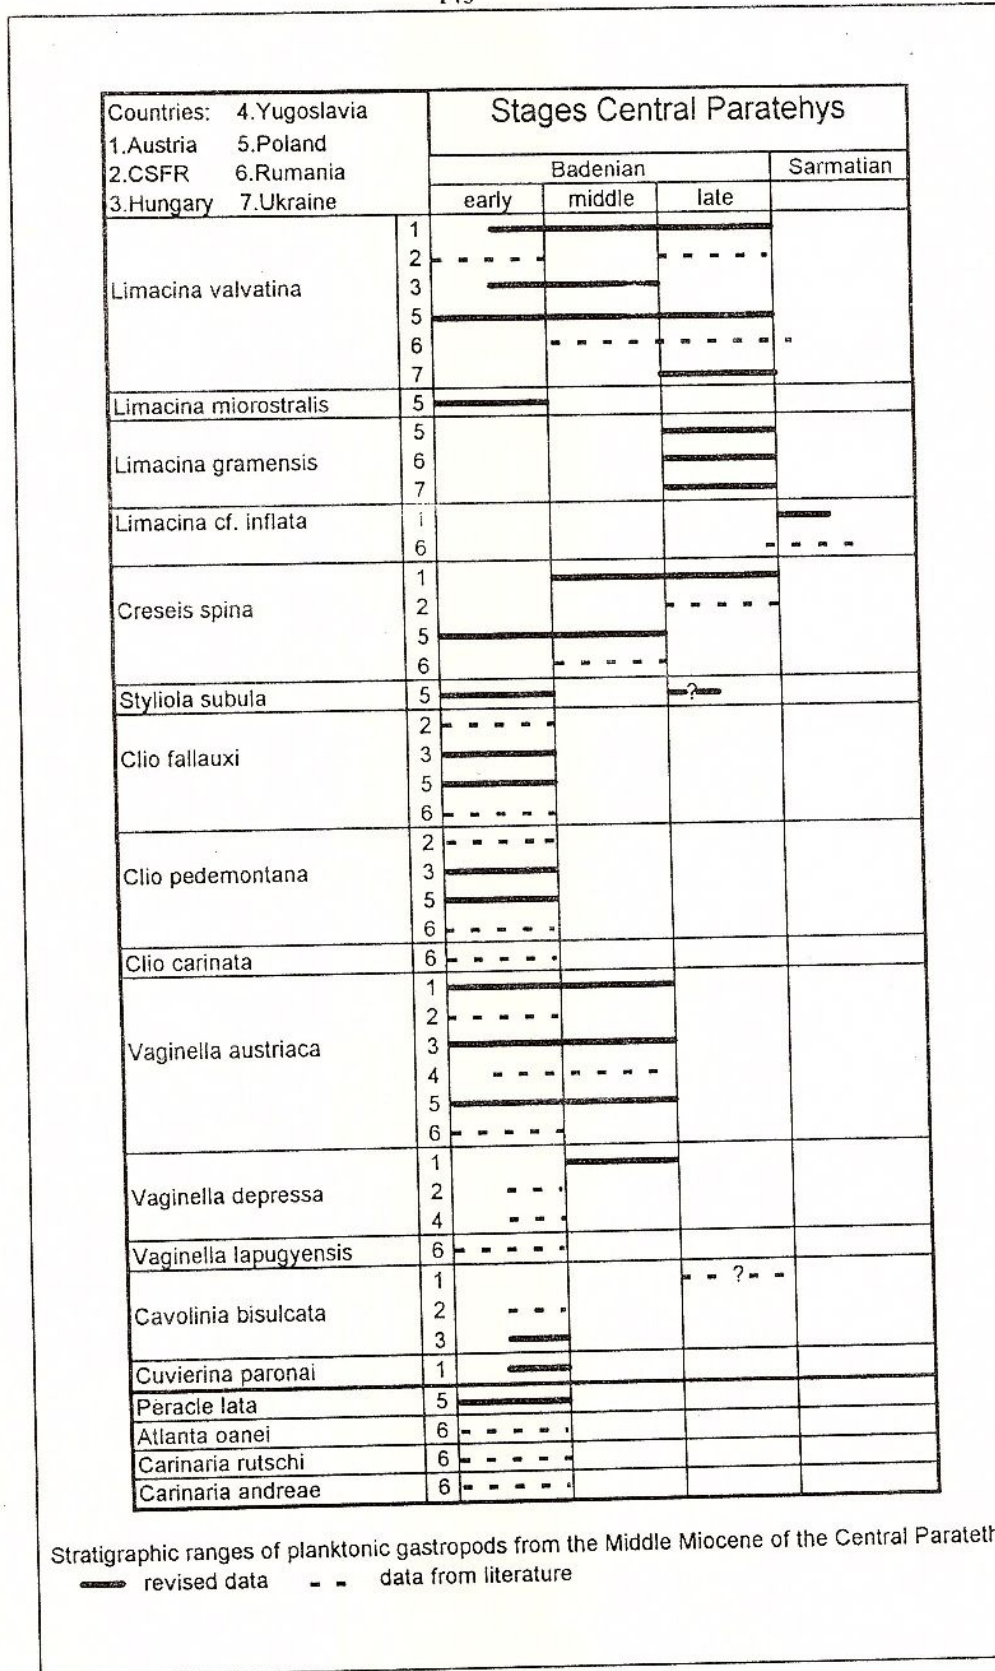 Countries: 4.Yugoslavia
1.Austria 5.Poland
2.CSFR 6.Rumania
3.Hungary 7.Ukraine
Stages Central Paratehys
Badenian Sarmatian
early middle late
Limacina valvatina
1
2
3
5
6
7
Limacina miorostralis 5
Limacina gramensis
5
6
7
Limacina cf. inflata
i
6
Creseis spina
1
2
5
6
Styliola subula 5 ?
Clio fallauxi
2
3
5
6
Clio pedemontana
2
3
5
6
Clio carinata 6
Vaginella austriaca
1
2
3
4
5
6
Vaginella depressa
1
2
4
Vaginella lapugyensis 6
Cavolinia bisulcata
1 ?
2
3
Cuvierina paronai 1
Peracle lata 5
Atlanta oanei 6
Carinaria rutschi 6
Carinaria andreae 6
Stratigraphic ranges of planktonic gastropods from the Middle Miocene of the Central Parateth
revised data - - data from literature